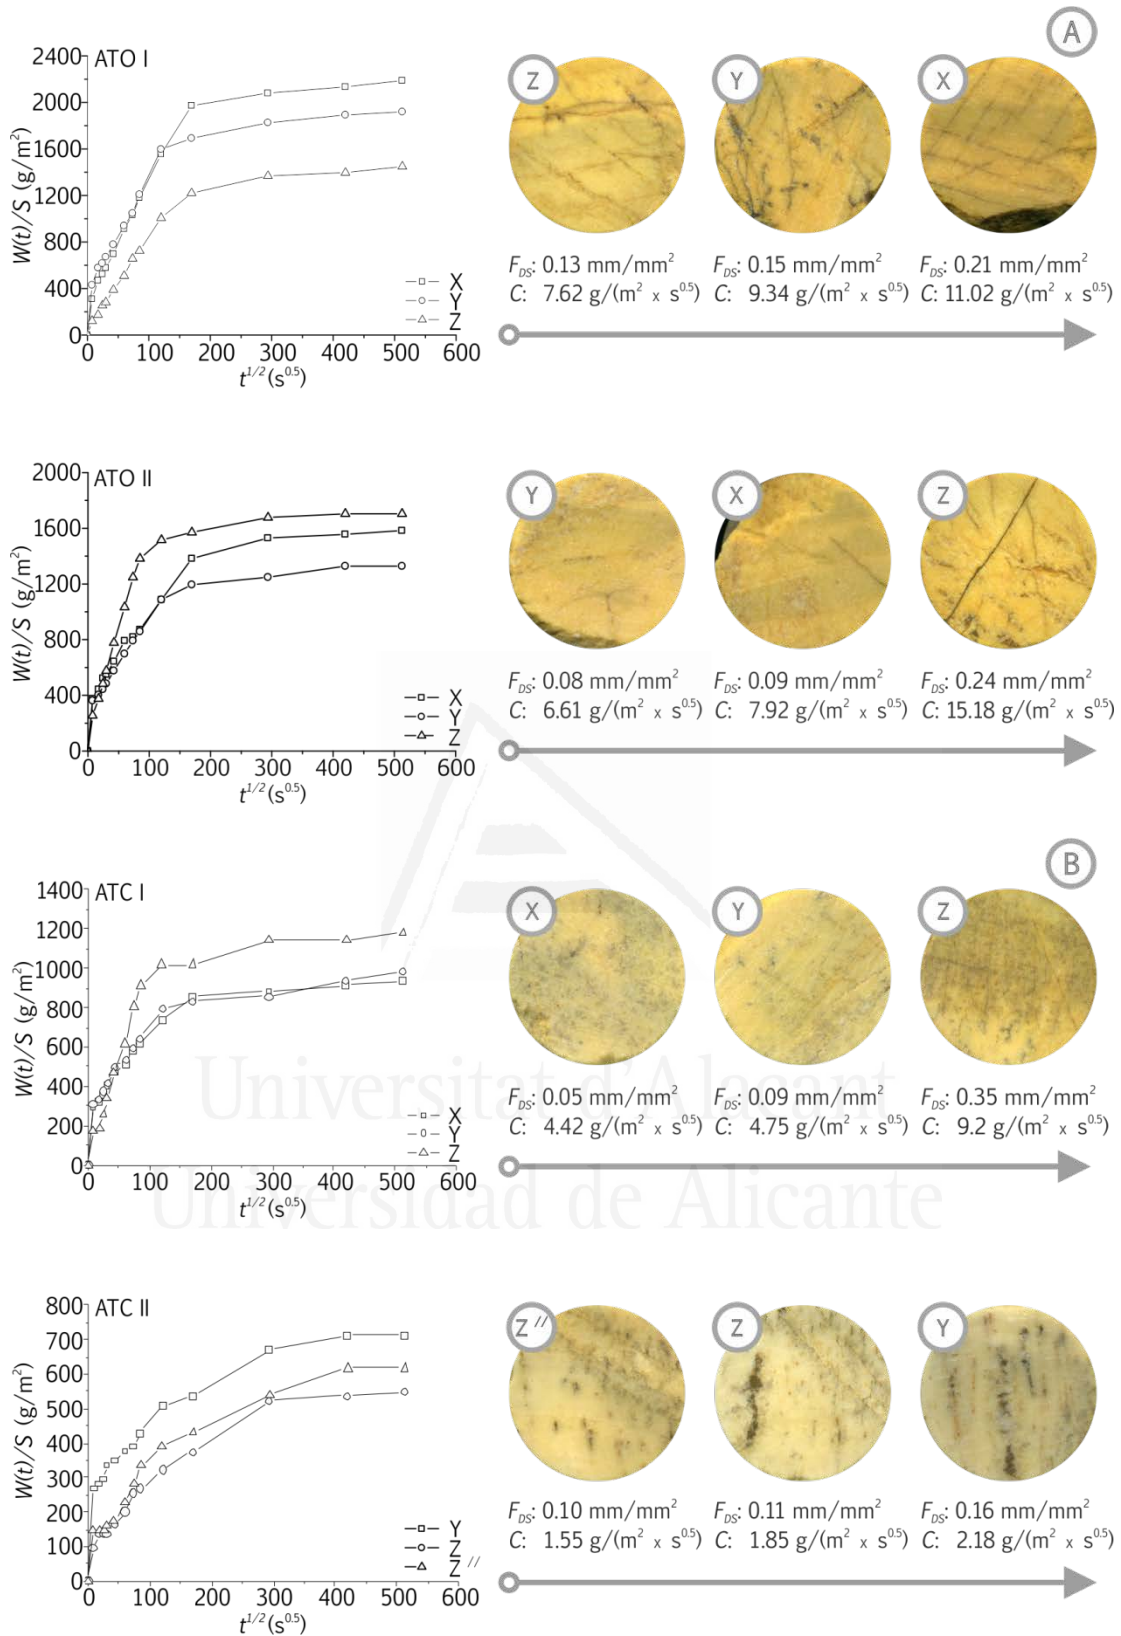 A
ATO I
2400
2000
1600
1200
800
400
0
W(t)/S (g/m²)
X
Y
Z
0 100 200 300 400 500 600
t^1/2 (s^0.5)
Z
Y
X
F_DS: 0.13 mm/mm²
C: 7.62 g/(m² x s^0.5)
F_DS: 0.15 mm/mm²
C: 9.34 g/(m² x s^0.5)
F_DS: 0.21 mm/mm²
C: 11.02 g/(m² x s^0.5)
ATO II
2000
1600
1200
800
400
0
W(t)/S (g/m²)
X
Y
Z
0 100 200 300 400 500 600
t^1/2 (s^0.5)
Y
X
Z
F_DS: 0.08 mm/mm²
C: 6.61 g/(m² x s^0.5)
F_DS: 0.09 mm/mm²
C: 7.92 g/(m² x s^0.5)
F_DS: 0.24 mm/mm²
C: 15.18 g/(m² x s^0.5)
B
ATC I
1400
1200
1000
800
600
400
200
0
W(t)/S (g/m²)
X
Y
Z
0 100 200 300 400 500 600
t^1/2 (s^0.5)
X
Y
Z
F_DS: 0.05 mm/mm²
C: 4.42 g/(m² x s^0.5)
F_DS: 0.09 mm/mm²
C: 4.75 g/(m² x s^0.5)
F_DS: 0.35 mm/mm²
C: 9.2 g/(m² x s^0.5)
Universitat d'Alacant
Universidad de Alicante
ATC II
800
700
600
500
400
300
200
100
0
W(t)/S (g/m²)
Y
Z
Z //
0 100 200 300 400 500 600
t^1/2 (s^0.5)
Z //
Z
Y
F_DS: 0.10 mm/mm²
C: 1.55 g/(m² x s^0.5)
F_DS: 0.11 mm/mm²
C: 1.85 g/(m² x s^0.5)
F_DS: 0.16 mm/mm²
C: 2.18 g/(m² x s^0.5)